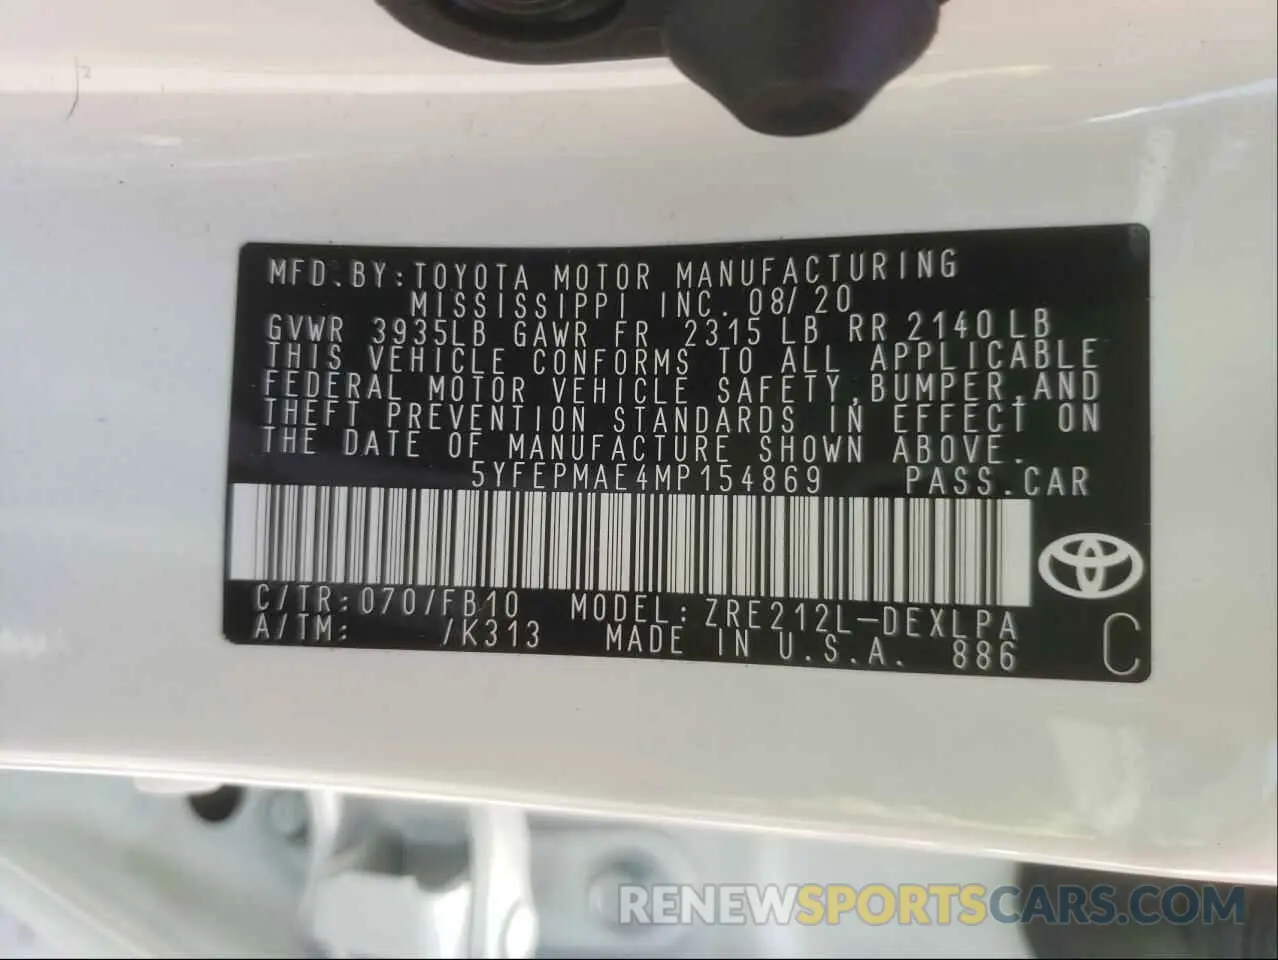 MFD.BY:TOYOTA MOTOR MANUFACTURING
MISSISSIPPI INC. 08/20
GVWR 3935LB GAWR FR 2315 LB RR 2140LB
THIS VEHICLE CONFORMS TO ALL APPLICABLE
FEDERAL MOTOR VEHICLE SAFETY,BUMPER,AND
THEFT PREVENTION STANDARDS IN EFFECT ON
THE DATE OF MANUFACTURE SHOWN ABOVE.
5YFEPMAE4MP154869 PASS.CAR
C/TR:070/FB10 MODEL:ZRE212L-DEXLPA
A/TM: /K313 MADE IN U.S.A. 886 C
RENEWSPORTSCARS.COM